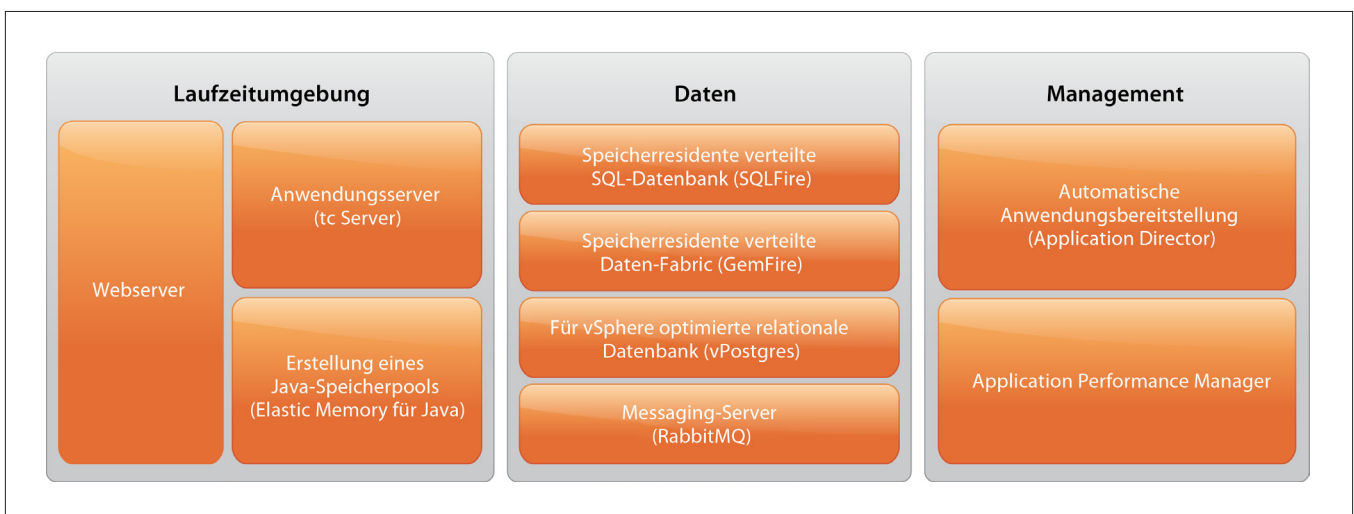 Laufzeitumgebung
Webserver
Anwendungsserver
(tc Server)
Erstellung eines
Java-Speicherpools
(Elastic Memory für Java)
Daten
Speicherresidente verteilte
SQL-Datenbank (SQLFire)
Speicherresidente verteilte
Daten-Fabric (GemFire)
Für vSphere optimierte relationale
Datenbank (vPostgres)
Messaging-Server
(RabbitMQ)
Management
Automatische
Anwendungsbereitstellung
(Application Director)
Application Performance Manager